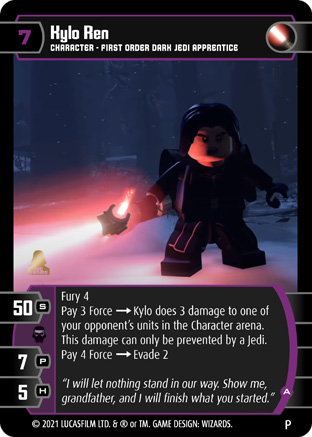 7
Kylo Ren
CHARACTER - FIRST ORDER DARK JEDI APPRENTICE
50 S
7 P
5 H
Fury 4
Pay 3 Force → Kylo does 3 damage to one of
your opponent's units in the Character arena.
This damage can only be prevented by a Jedi.
Pay 4 Force → Evade 2
"I will let nothing stand in our way. Show me,
grandfather, and I will finish what you started."
A
© 2021 LUCASFILM LTD. & ® or TM. GAME DESIGN: WIZARDS.
P